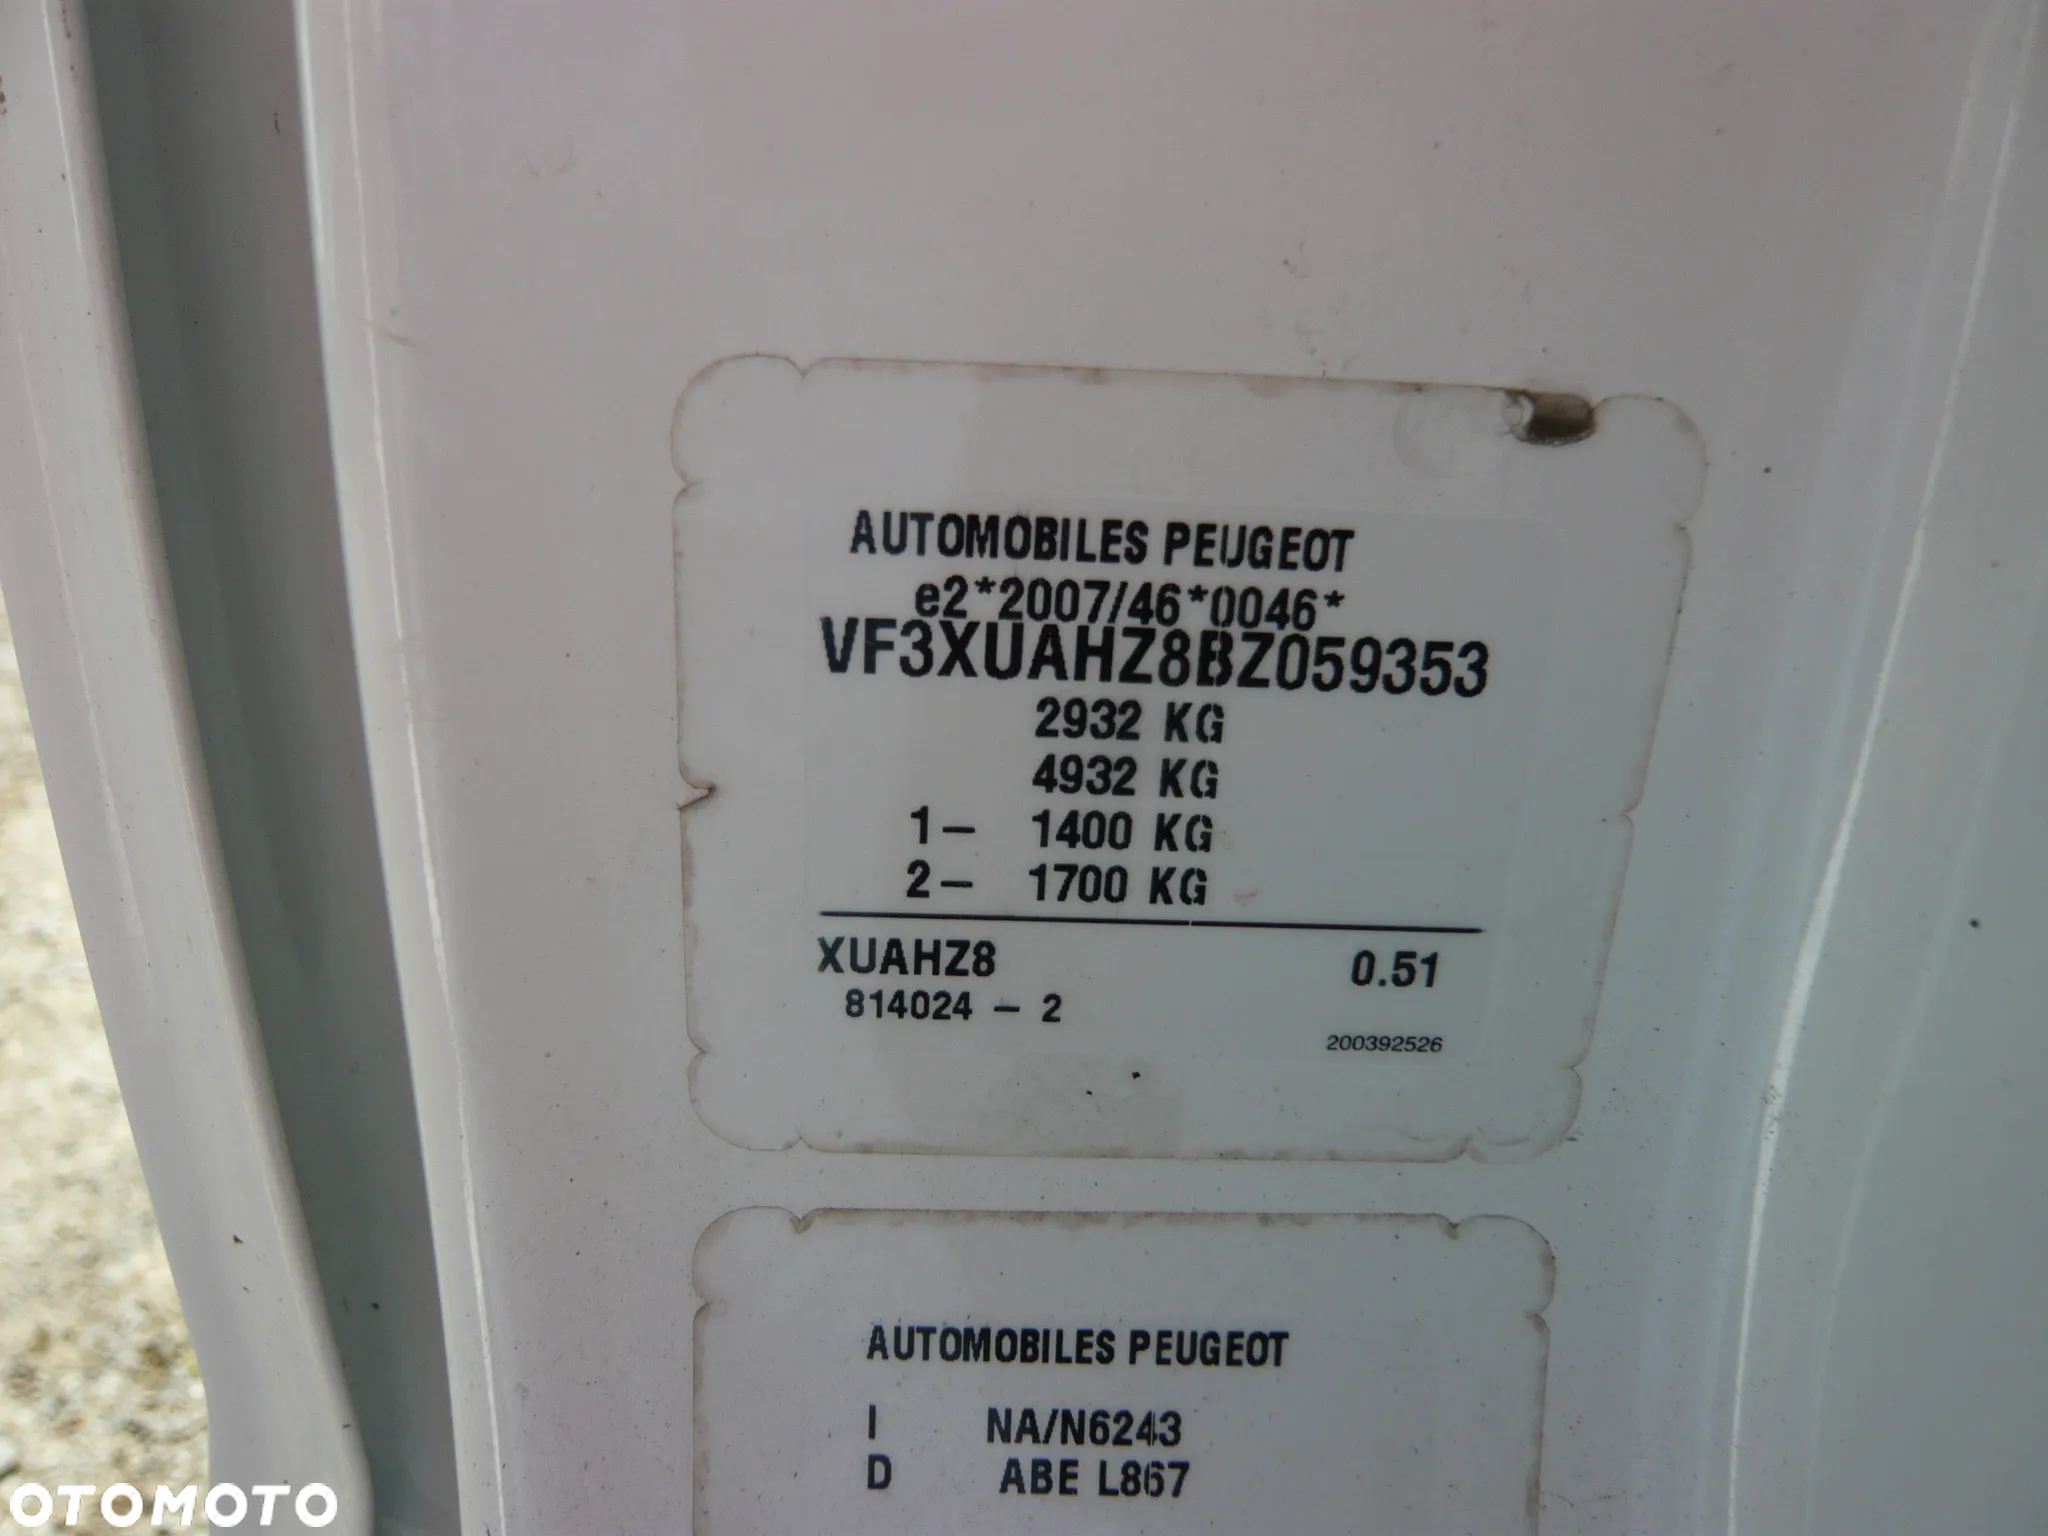 AUTOMOBILES PEUGEOT
e2*2007/46*0046*
VF3XUAHZ8BZ059353
2932 KG
4932 KG
1- 1400 KG
2- 1700 KG
XUAHZ8 0.51
814024 - 2
200392526
AUTOMOBILES PEUGEOT
I NA/N6243
D ABE L867
OTOMOTO